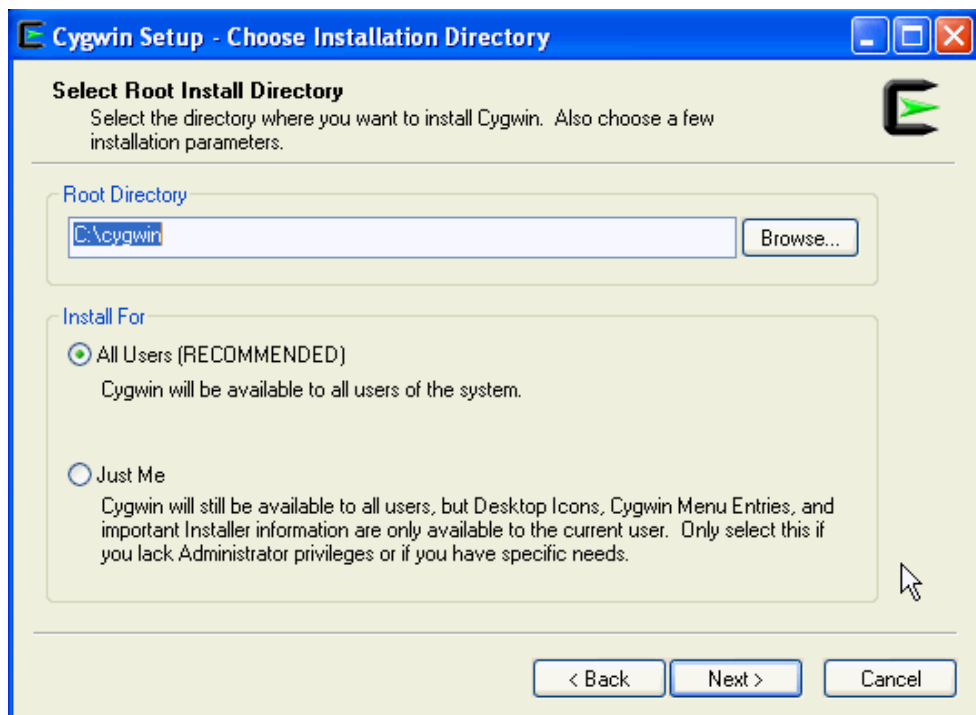 Cygwin Setup - Choose Installation Directory
Select Root Install Directory
Select the directory where you want to install Cygwin.  Also choose a few
installation parameters.
Root Directory
C:\cygwin
Browse...
Install For
All Users (RECOMMENDED)
Cygwin will be available to all users of the system.
Just Me
Cygwin will still be available to all users, but Desktop Icons, Cygwin Menu Entries, and
important Installer information are only available to the current user.  Only select this if
you lack Administrator privileges or if you have specific needs.
< Back
Next >
Cancel